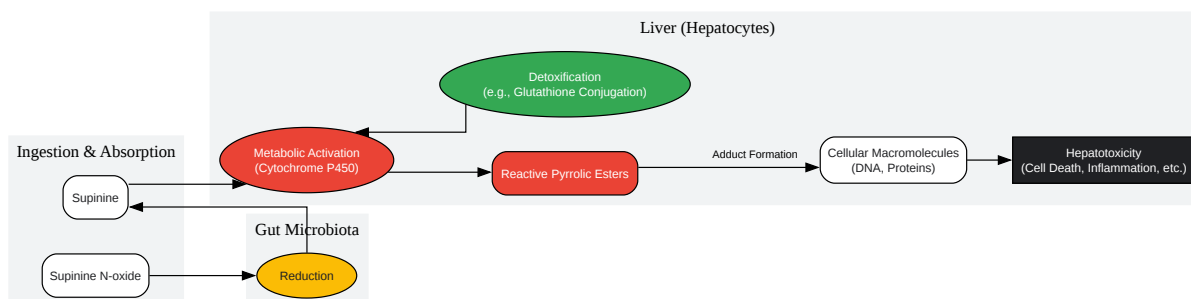 Liver (Hepatocytes)
Detoxification
(e.g., Glutathione Conjugation)
Ingestion & Absorption
Metabolic Activation
(Cytochrome P450)
Reactive Pyrrolic Esters
Adduct Formation
Cellular Macromolecules
(DNA, Proteins)
Hepatotoxicity
(Cell Death, Inflammation, etc.)
Supinine
Gut Microbiota
Supinine N-oxide
Reduction